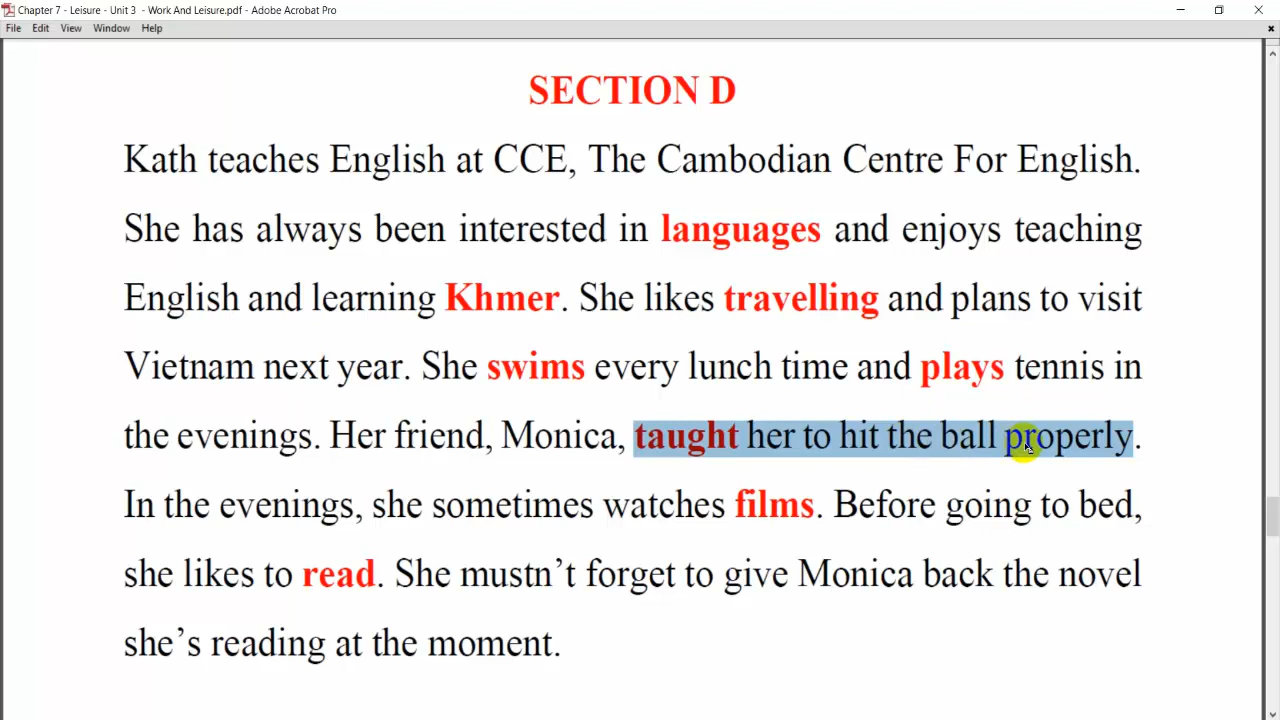 Chapter 7 - Leisure - Unit 3  - Work And Leisure.pdf - Adobe Acrobat Pro
File Edit View Window Help
SECTION D
Kath teaches English at CCE, The Cambodian Centre For English.
She has always been interested in languages and enjoys teaching
English and learning Khmer. She likes travelling and plans to visit
Vietnam next year. She swims every lunch time and plays tennis in
the evenings. Her friend, Monica, taught her to hit the ball properly.
In the evenings, she sometimes watches films. Before going to bed,
she likes to read. She mustn’t forget to give Monica back the novel
she’s reading at the moment.